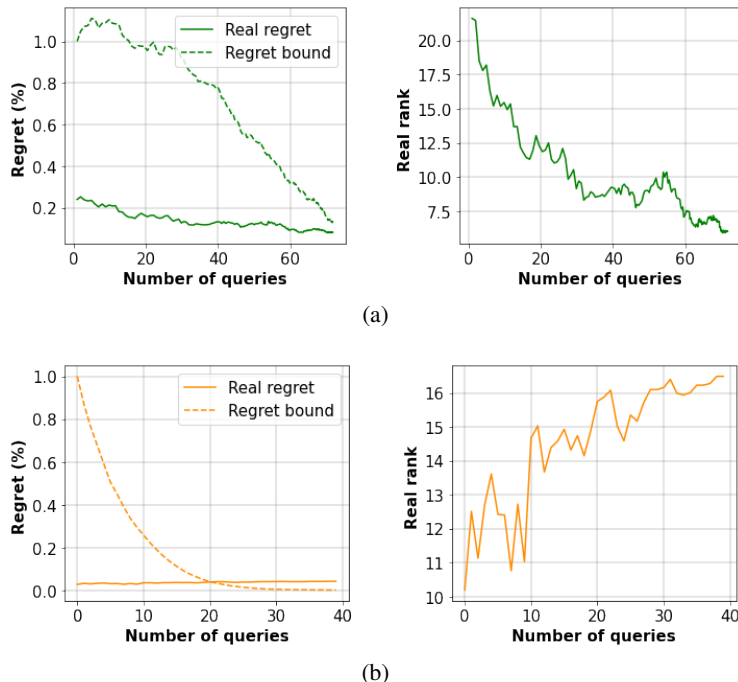 1.0
0.8
0.6
0.4
0.2
Regret (%)
Real regret
Regret bound
0 20 40 60
Number of queries
20.0
17.5
15.0
12.5
10.0
7.5
Real rank
0 20 40 60
Number of queries
(a)
1.0
0.8
0.6
0.4
0.2
0.0
Regret (%)
Real regret
Regret bound
0 10 20 30 40
Number of queries
16
15
14
13
12
11
10
Real rank
0 10 20 30 40
Number of queries
(b)